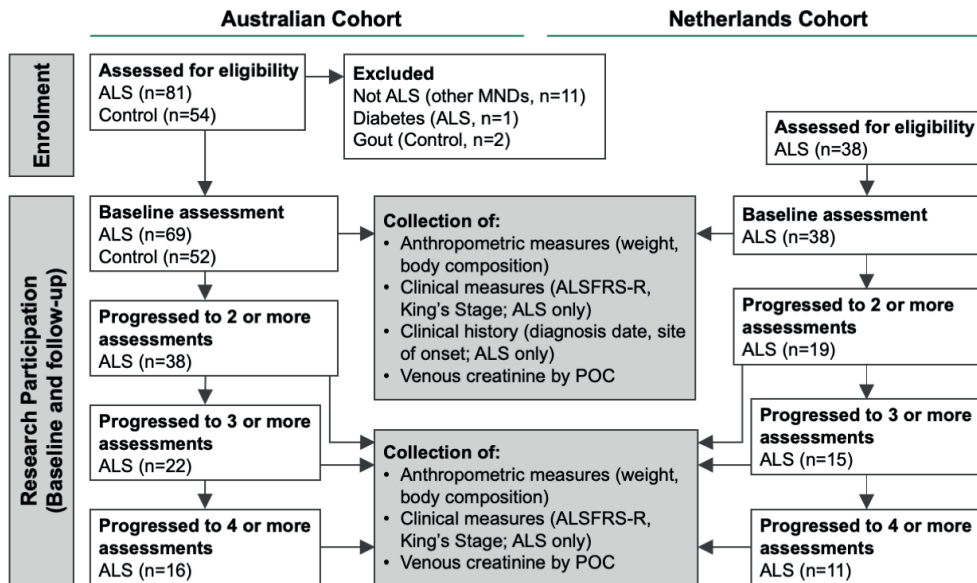 Australian Cohort
Netherlands Cohort
Enrolment
Assessed for eligibility
ALS (n=81)
Control (n=54)
Excluded
Not ALS (other MNDs, n=11)
Diabetes (ALS, n=1)
Gout (Control, n=2)
Assessed for eligibility
ALS (n=38)
Research Participation
(Baseline and follow-up)
Baseline assessment
ALS (n=69)
Control (n=52)
Collection of:
• Anthropometric measures (weight,
body composition)
• Clinical measures (ALSFRS-R,
King's Stage; ALS only)
• Clinical history (diagnosis date, site
of onset; ALS only)
• Venous creatinine by POC
Baseline assessment
ALS (n=38)
Progressed to 2 or more
assessments
ALS (n=38)
Progressed to 2 or more
assessments
ALS (n=19)
Progressed to 3 or more
assessments
ALS (n=22)
Collection of:
• Anthropometric measures (weight,
body composition)
• Clinical measures (ALSFRS-R,
King's Stage; ALS only)
• Venous creatinine by POC
Progressed to 3 or more
assessments
ALS (n=15)
Progressed to 4 or more
assessments
ALS (n=16)
Progressed to 4 or more
assessments
ALS (n=11)